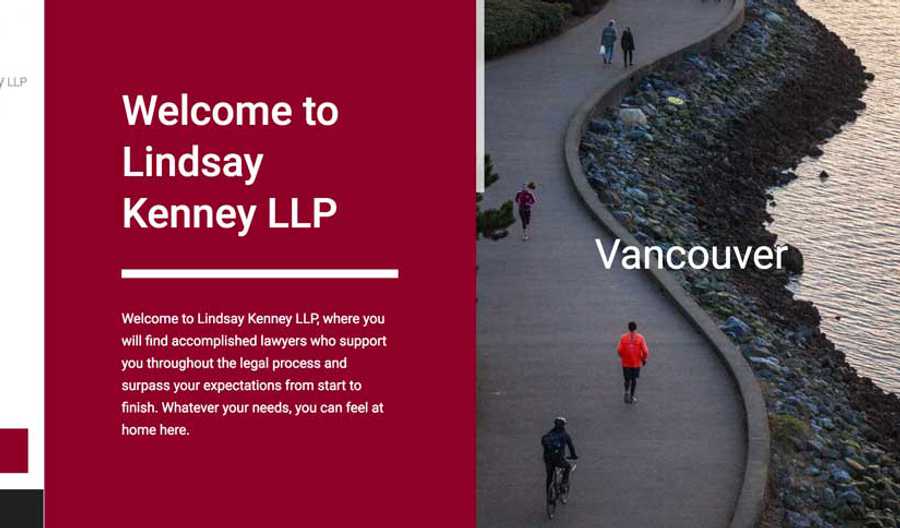 y LLP
Welcome to
Lindsay
Kenney LLP
Welcome to Lindsay Kenney LLP, where you
will find accomplished lawyers who support
you throughout the legal process and
surpass your expectations from start to
finish. Whatever your needs, you can feel at
home here.
Vancouver